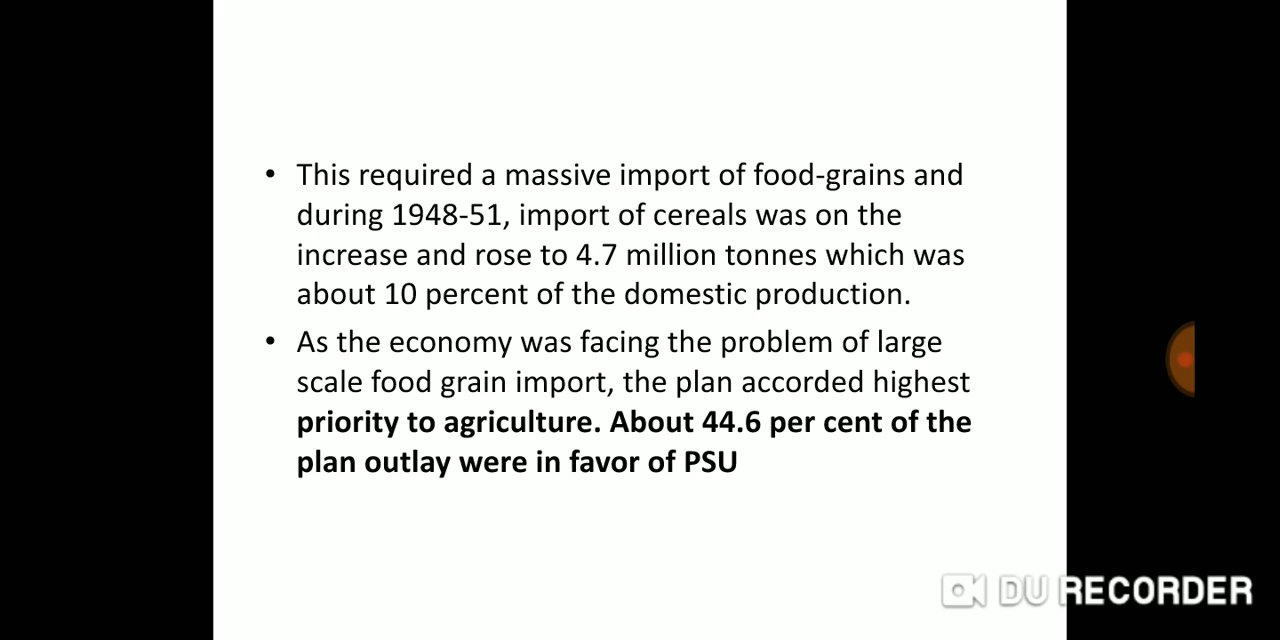 • This required a massive import of food-grains and
during 1948-51, import of cereals was on the
increase and rose to 4.7 million tonnes which was
about 10 percent of the domestic production.
• As the economy was facing the problem of large
scale food grain import, the plan accorded highest
priority to agriculture. About 44.6 per cent of the
plan outlay were in favor of PSU
DU RECORDER